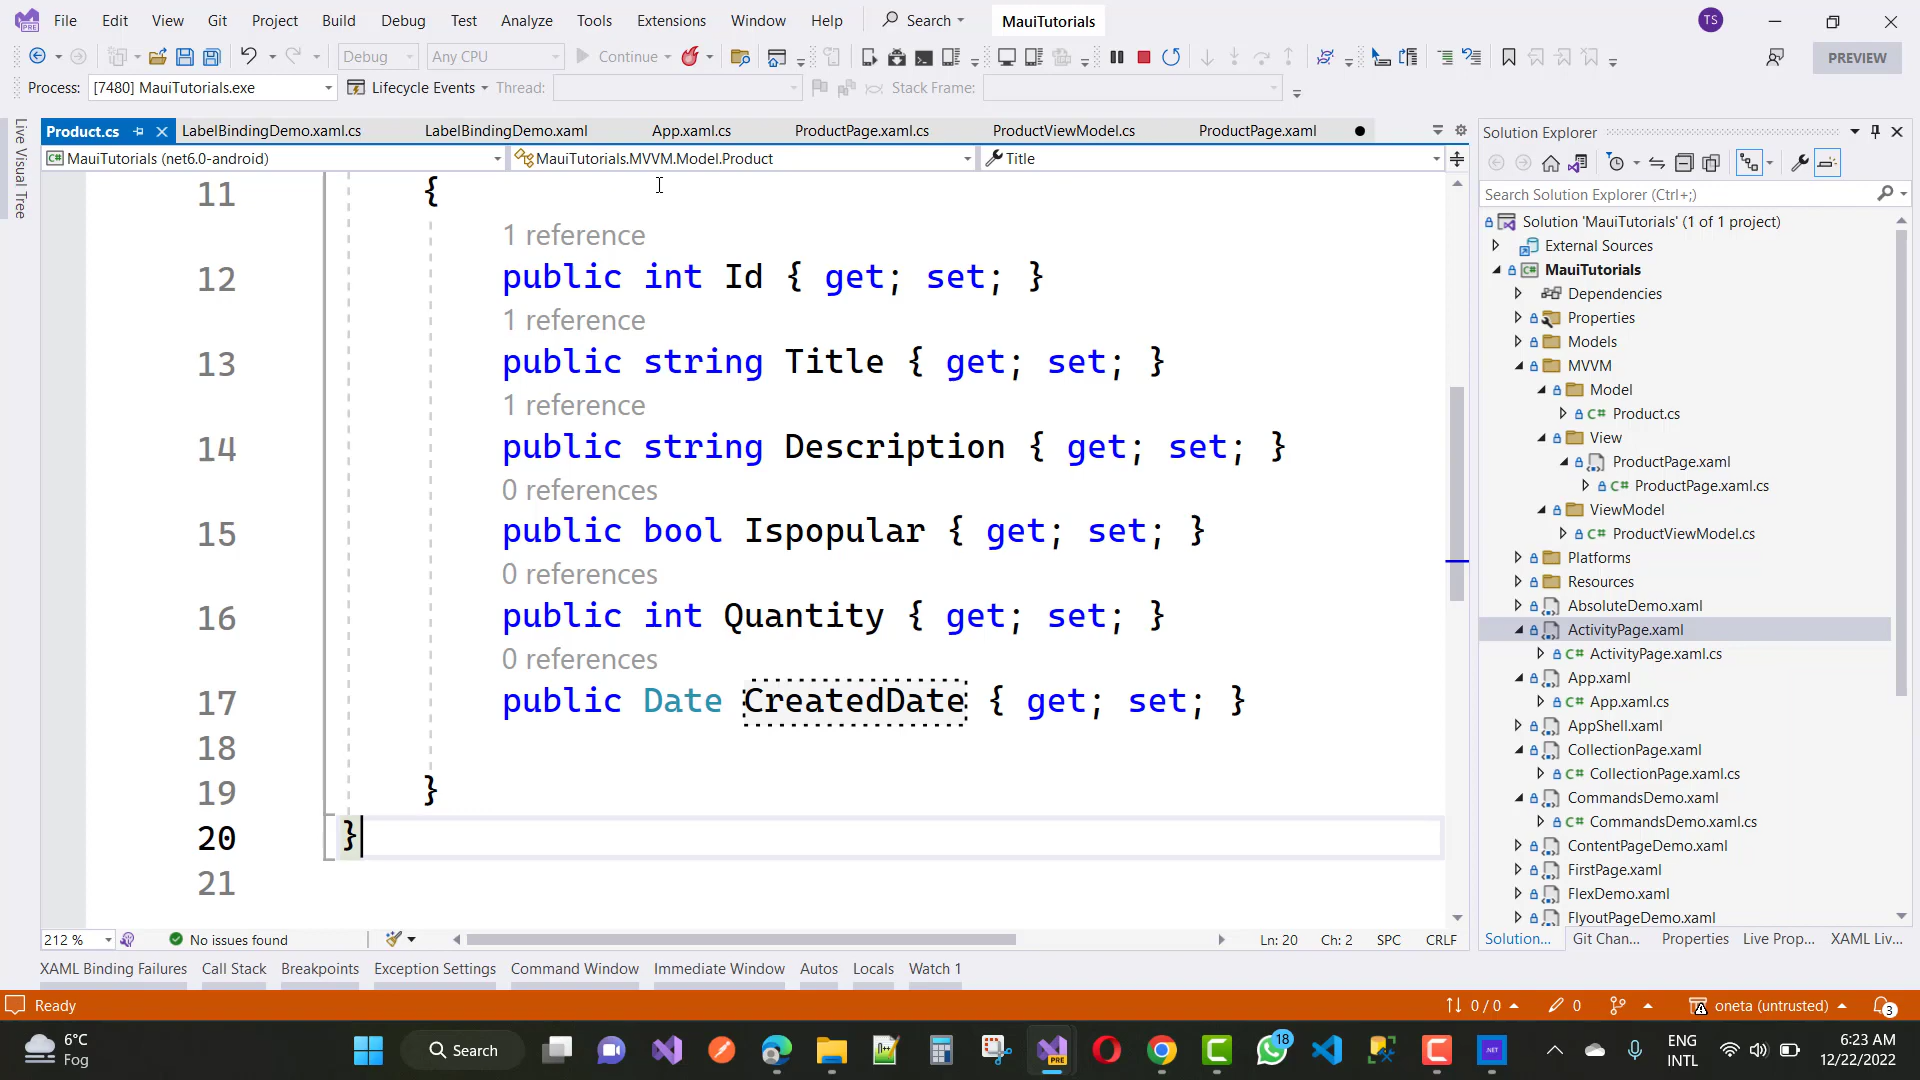 File Edit View Git Project Build Debug Test Analyze Tools Extensions Window Help Search MauiTutorials TS
Debug Any CPU Continue PREVIEW
Process: [7480] MauiTutorials.exe Lifecycle Events Thread: Stack Frame:
Live Visual Tree
Product.cs LabelBindingDemo.xaml.cs LabelBindingDemo.xaml App.xaml.cs ProductPage.xaml.cs ProductViewModel.cs ProductPage.xaml
MauiTutorials (net6.0-android) MauiTutorials.MVVM.Model.Product Title
11 {
1 reference
12 public int Id { get; set; }
1 reference
13 public string Title { get; set; }
1 reference
14 public string Description { get; set; }
0 references
15 public bool Ispopular { get; set; }
0 references
16 public int Quantity { get; set; }
0 references
17 public Date CreatedDate { get; set; }
18
19 }
20 }
21
212 % No issues found Ln: 20 Ch: 2 SPC CRLF
Solution Explorer
Search Solution Explorer (Ctrl+;)
Solution 'MauiTutorials' (1 of 1 project)
External Sources
C# MauiTutorials
Dependencies
Properties
Models
MVVM
Model
C# Product.cs
View
ProductPage.xaml
C# ProductPage.xaml.cs
ViewModel
C# ProductViewModel.cs
Platforms
Resources
AbsoluteDemo.xaml
ActivityPage.xaml
C# ActivityPage.xaml.cs
App.xaml
C# App.xaml.cs
AppShell.xaml
CollectionPage.xaml
C# CollectionPage.xaml.cs
CommandsDemo.xaml
C# CommandsDemo.xaml.cs
ContentPageDemo.xaml
FirstPage.xaml
FlexDemo.xaml
FlyoutPageDemo.xaml
Solution... Git Chan... Properties Live Prop... XAML Liv...
XAML Binding Failures Call Stack Breakpoints Exception Settings Command Window Immediate Window Autos Locals Watch 1
Ready 0 / 0 0 oneta (untrusted) 3
6°C
Fog
Search
PRE
18
.NET
ENG
INTL
6:23 AM
12/22/2022